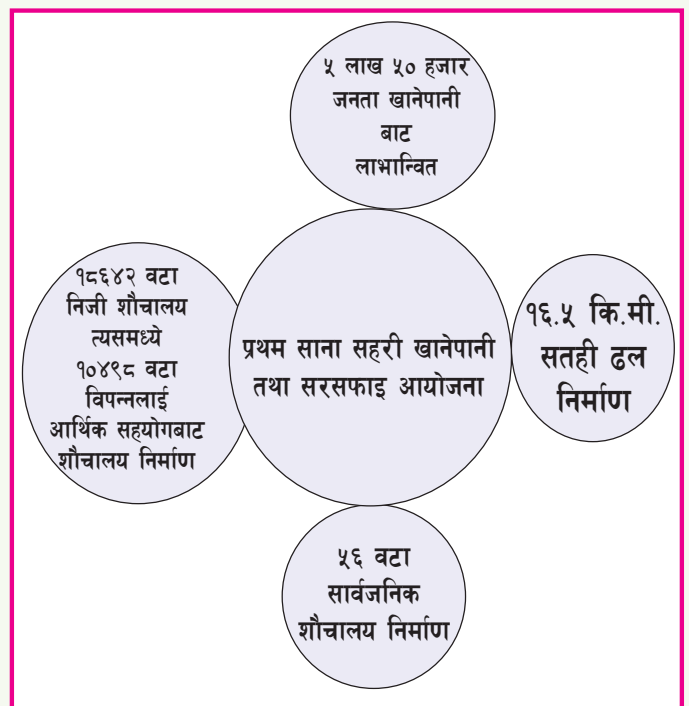 ५ लाख ५० हजार
जनता खानेपानी
बाट
लाभान्वित
१८६४२ वटा
निजी शौचालय
त्यसमध्ये
१०४९८ वटा
विपन्नलाई
आर्थिक सहयोगबाट
शौचालय निर्माण
प्रथम साना सहरी खानेपानी
तथा सरसफाइ आयोजना
१६.५ कि.मी.
सतही ढल
निर्माण
५६ वटा
सार्वजनिक
शौचालय निर्माण